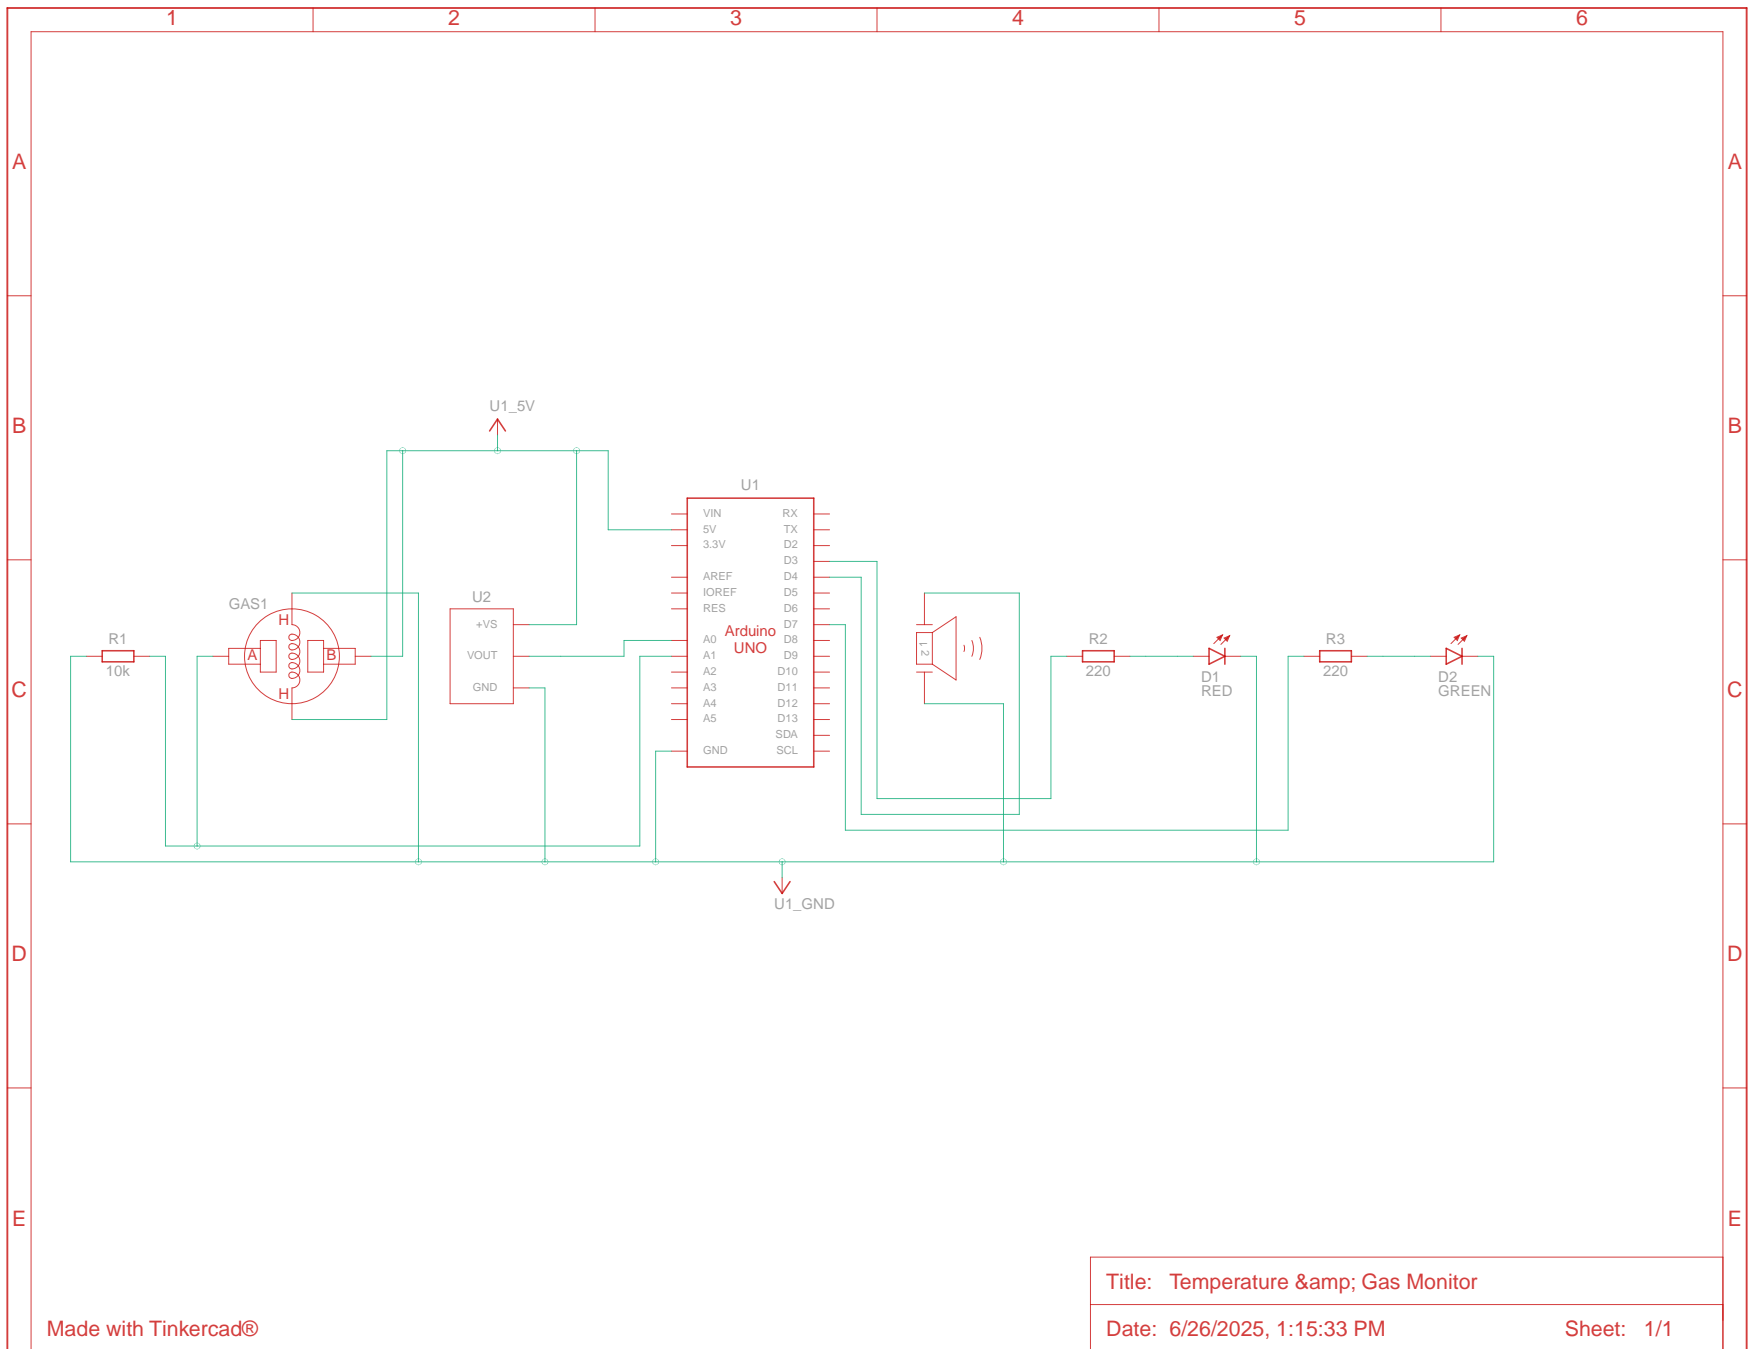 1 2 3 4 5 6
A A
B B
C C
D D
E E
U1_5V
U1
VIN RX
5V TX
3.3V D2
D3
AREF D4
IOREF D5
RES D6
D7
A0 D8
A1 D9
A2 D10
A3 D11
A4 D12
A5 D13
SDA
GND SCL
Arduino
UNO
GAS1
H
A B
H
U2
+VS
VOUT
GND
R1
10k
1 2
R2
220
D1
RED
R3
220
D2
GREEN
U1_GND
Title: Temperature &amp; Gas Monitor
Made with Tinkercad®
Date: 6/26/2025, 1:15:33 PM Sheet: 1/1